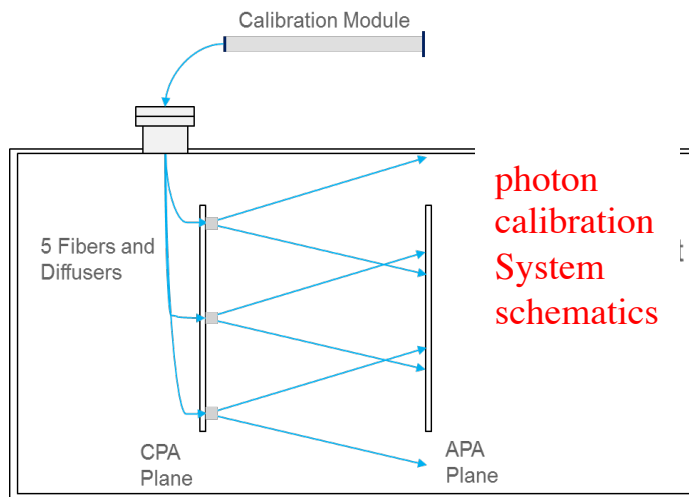 Calibration Module
photon
calibration
System
schematics
t
5 Fibers and
Diffusers
CPA
Plane
APA
Plane